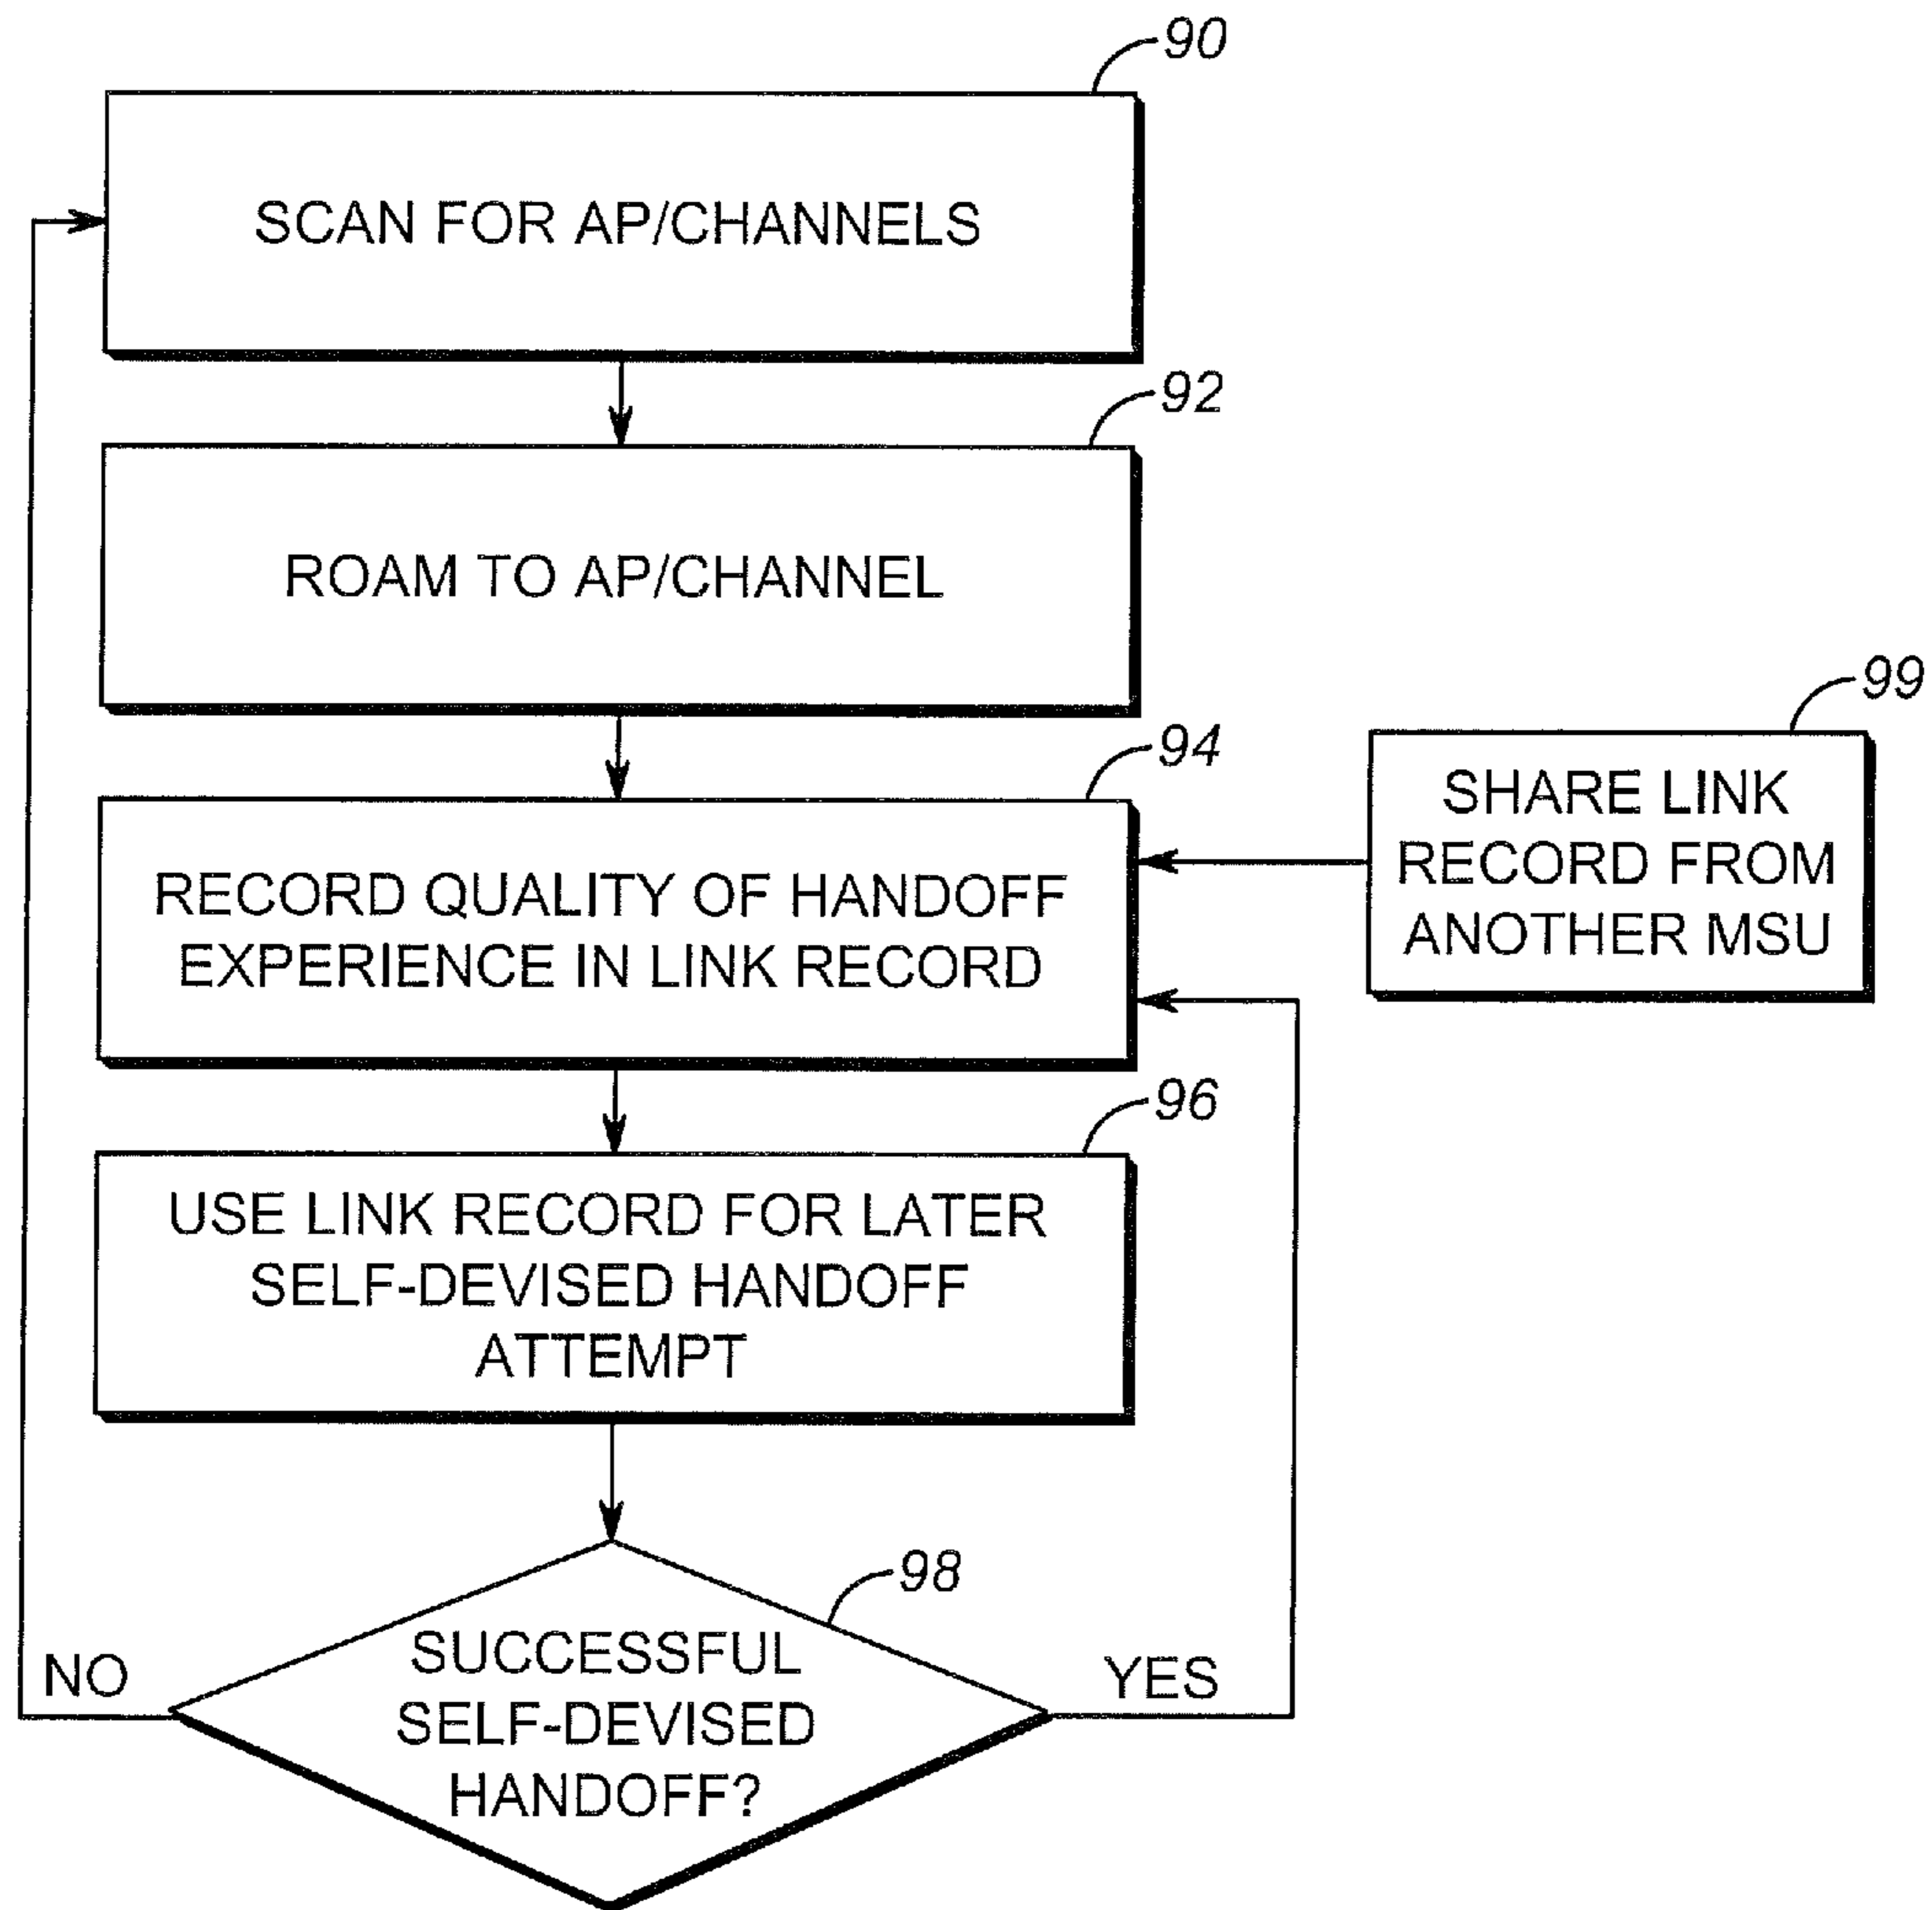 90
SCAN FOR AP/CHANNELS
92
ROAM TO AP/CHANNEL
94
RECORD QUALITY OF HANDOFF
EXPERIENCE IN LINK RECORD
99
SHARE LINK
RECORD FROM
ANOTHER MSU
96
USE LINK RECORD FOR LATER
SELF-DEVISED HANDOFF
ATTEMPT
98
SUCCESSFUL
SELF-DEVISED
HANDOFF?
NO
YES